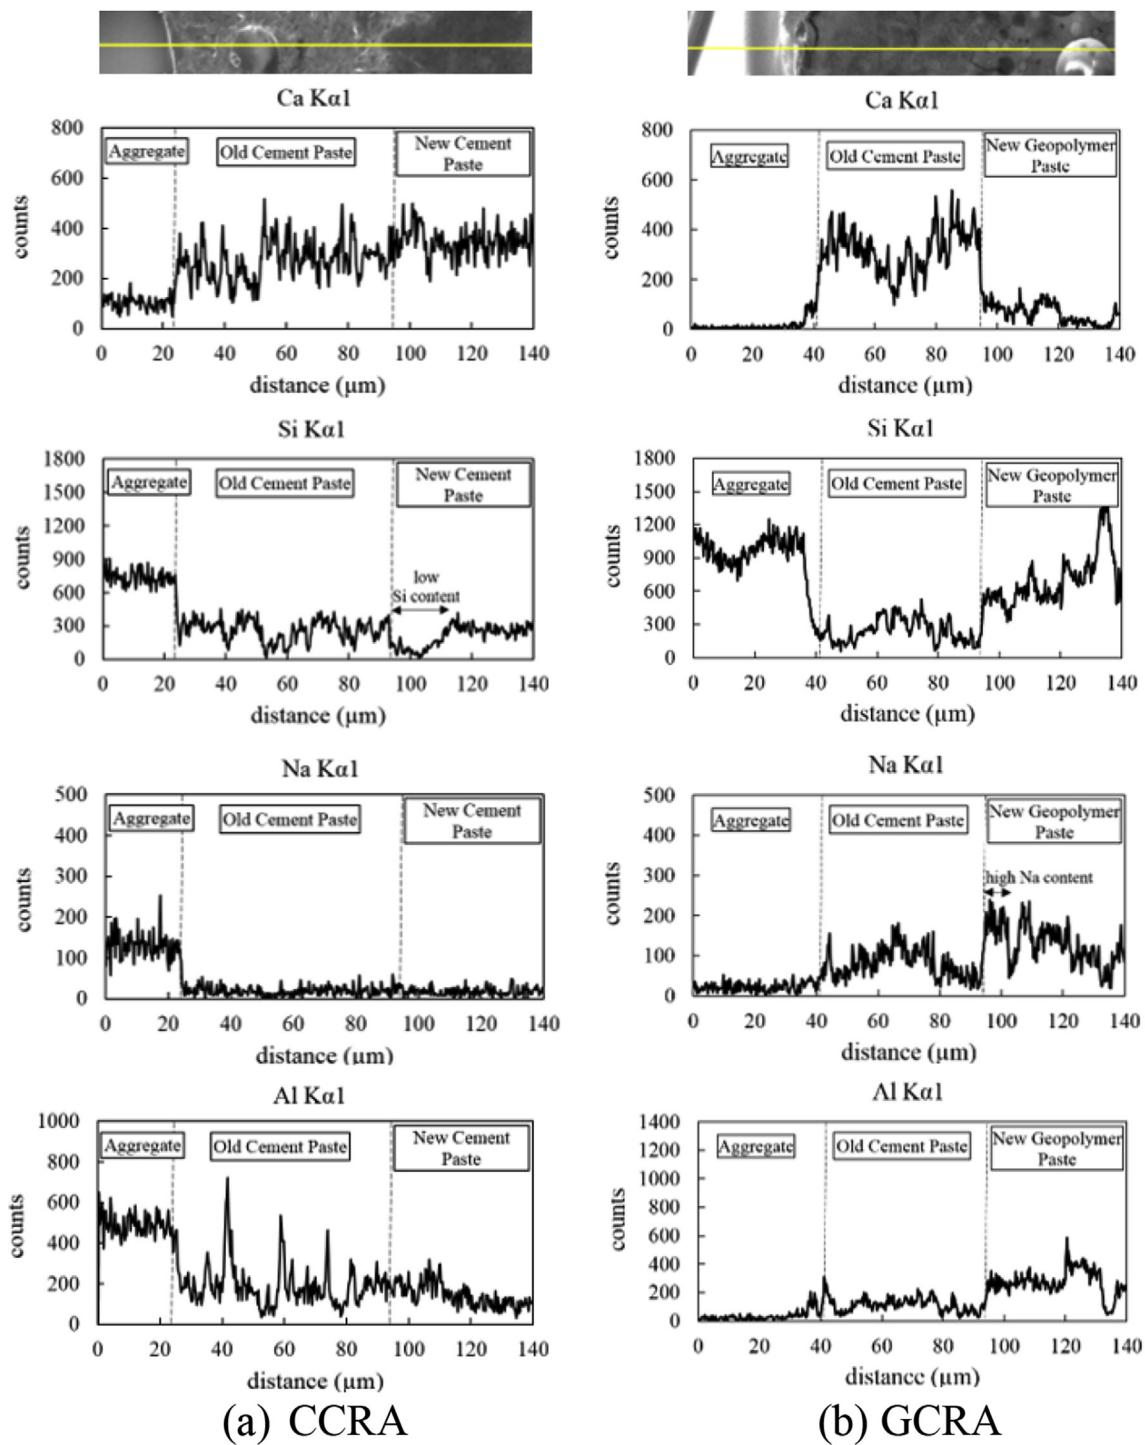 Ca Kα1
800
600
400
200
0
counts
Aggregate
Old Cement Paste
New Cement
Paste
0 20 40 60 80 100 120 140
distance (μm)
Si Kα1
1800
1500
1200
900
600
300
0
counts
Aggregate
Old Cement Paste
New Cement
Paste
low
Si content
0 20 40 60 80 100 120 140
distance (μm)
Na Kα1
500
400
300
200
100
0
counts
Aggregate
Old Cement Paste
New Cement
Paste
0 20 40 60 80 100 120 140
distance (μm)
Al Kα1
1000
800
600
400
200
0
counts
Aggregate
Old Cement Paste
New Cement
Paste
0 20 40 60 80 100 120 140
distance (μm)
(a) CCRA
Ca Kα1
800
600
400
200
0
counts
Aggregate
Old Cement Paste
New Geopolymer
Paste
0 20 40 60 80 100 120 140
distance (μm)
Si Kα1
1800
1500
1200
900
600
300
0
counts
Aggregate
Old Cement Paste
New Geopolymer
Paste
0 20 40 60 80 100 120 140
distance (μm)
Na Kα1
500
400
300
200
100
0
counts
Aggregate
Old Cement Paste
New Geopolymer
Paste
high Na content
0 20 40 60 80 100 120 140
distance (μm)
Al Kα1
1400
1200
1000
800
600
400
200
0
counts
Aggregate
Old Cement Paste
New Geopolymer
Paste
0 20 40 60 80 100 120 140
distance (μm)
(b) GCRA